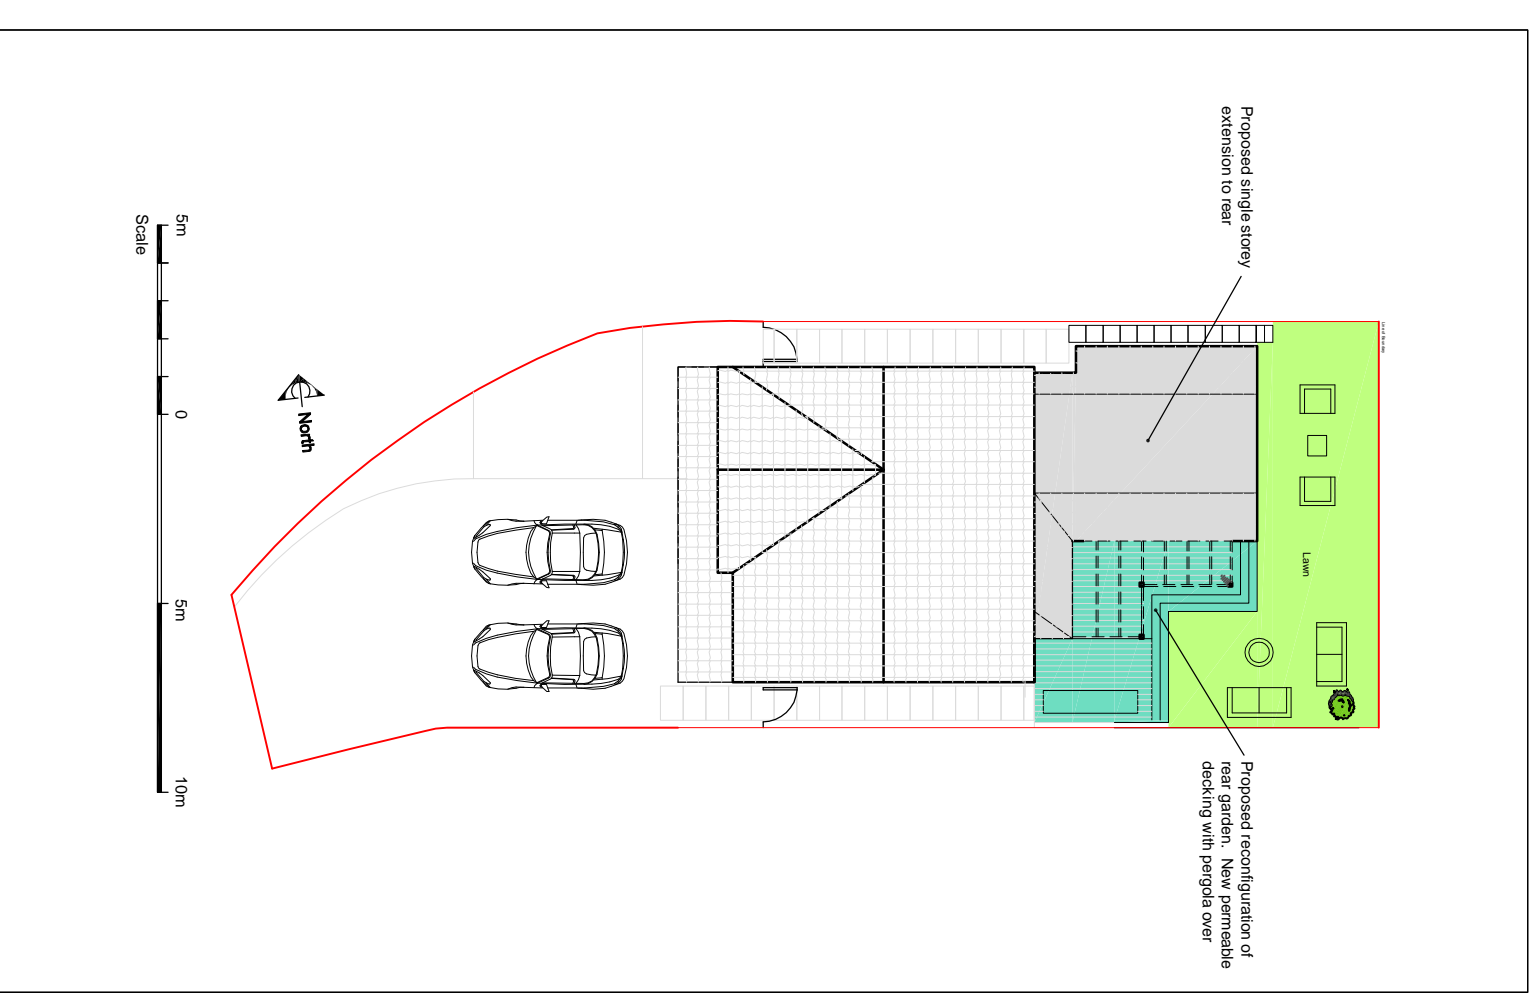 Proposed single storey
extension to rear
5m
0
5m
10m
Scale
North
Lawn
Proposed reconfiguration of
rear garden. New permeable
decking with pergola over